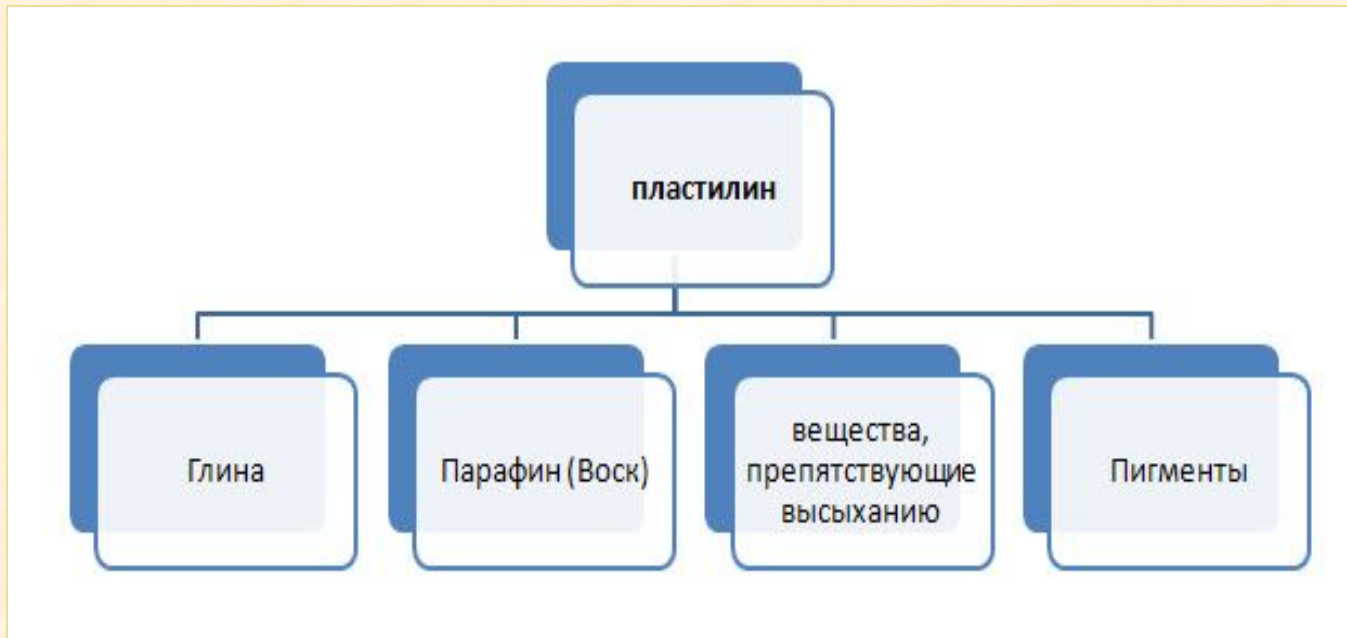 пластилин
Глина
Парафин (Воск)
вещества,
препятствующие
высыханию
Пигменты